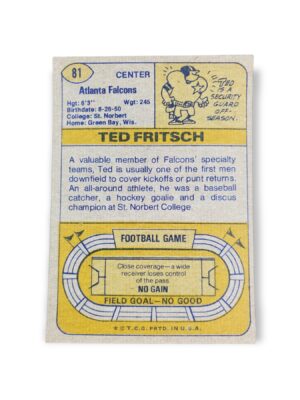 81
CENTER
Atlanta Falcons
Hgt: 6'3" Wgt: 245
Birthdate: 8-26-50
College: St. Norbert
Home: Green Bay, Wis.
TED
IS A
SECURITY
GUARD
OFF-
SEASON.
TED FRITSCH
A valuable member of Falcons' specialty
teams, Ted is usually one of the first men
downfield to cover kickoffs or punt returns.
An all-around athlete, he was a baseball
catcher, a hockey goalie and a discus
champion at St. Norbert College.
FOOTBALL GAME
Close coverage—a wide
receiver loses control
of the pass.
NO GAIN
FIELD GOAL—NO GOOD
© T.C.G. PRTD. IN U.S.A.